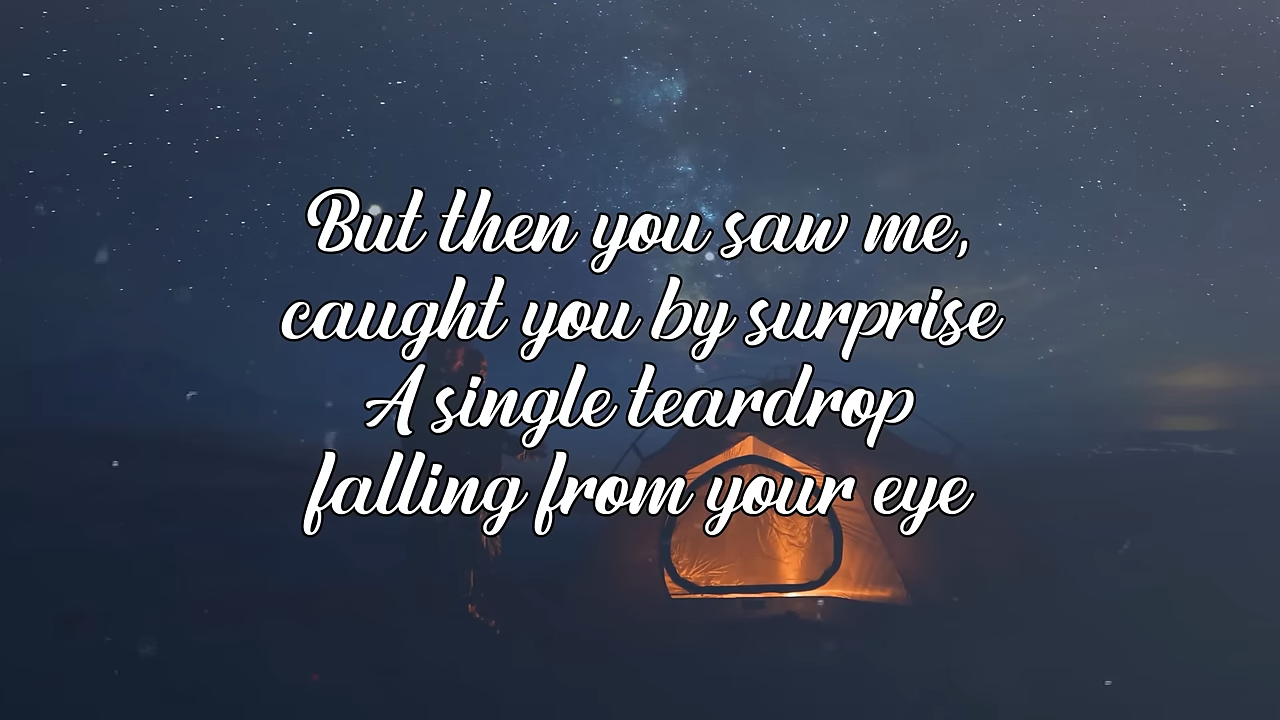 But then you saw me,
caught you by surprise
A single teardrop
falling from your eye